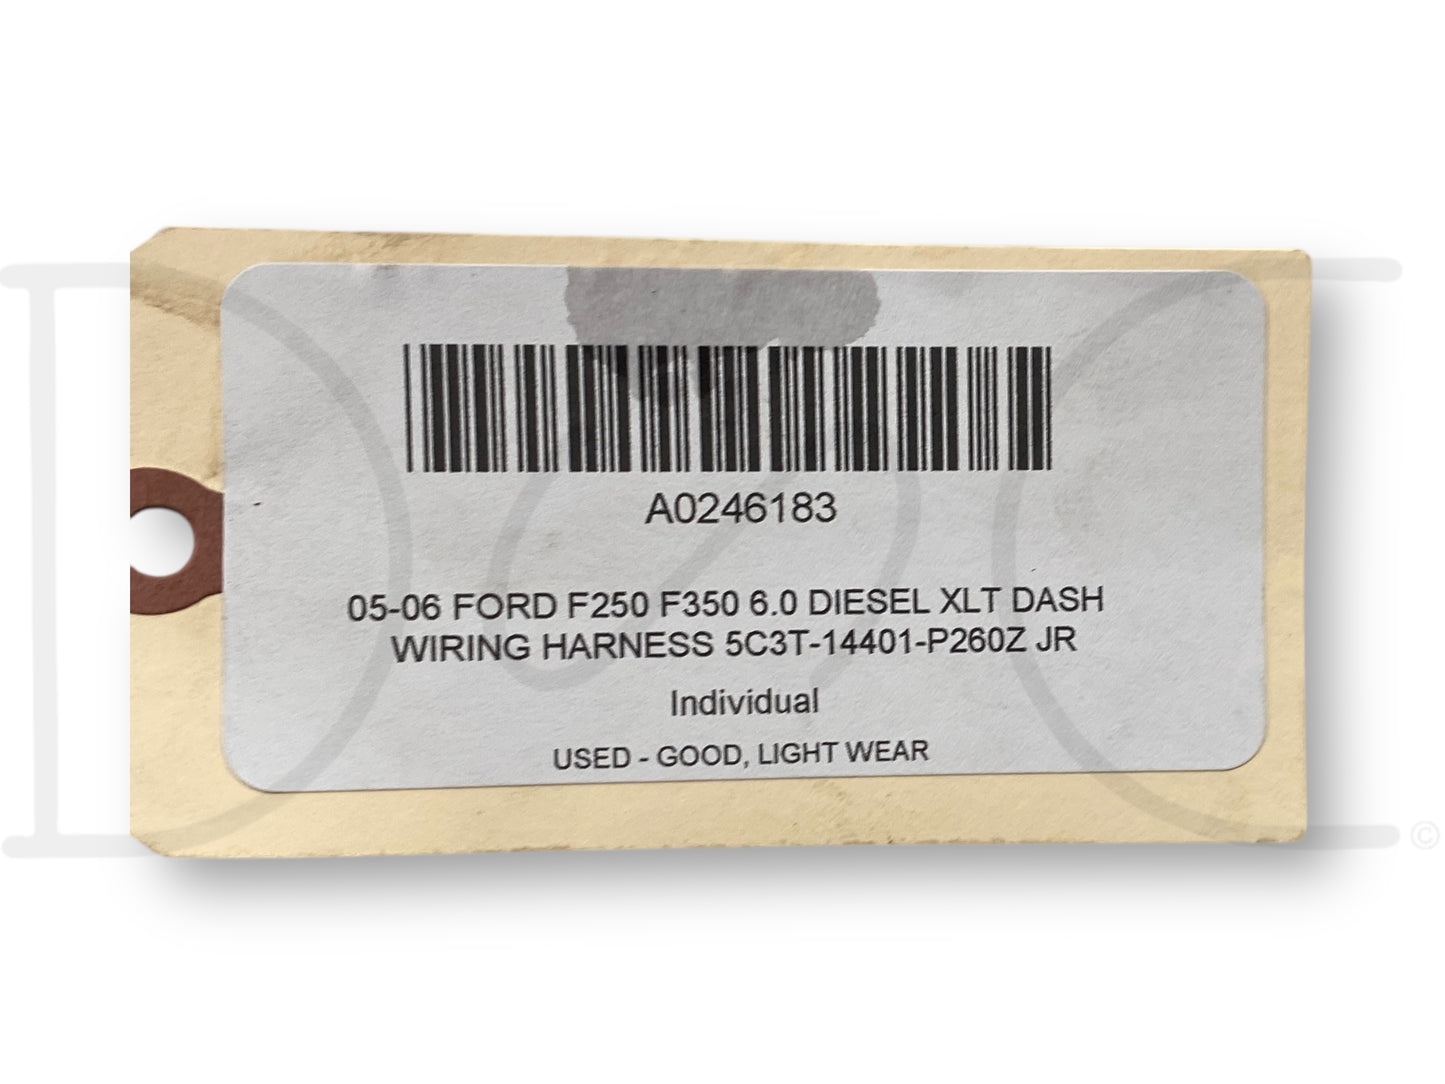 A0246183
05-06 FORD F250 F350 6.0 DIESEL XLT DASH
WIRING HARNESS 5C3T-14401-P260Z JR
Individual
USED - GOOD, LIGHT WEAR
©